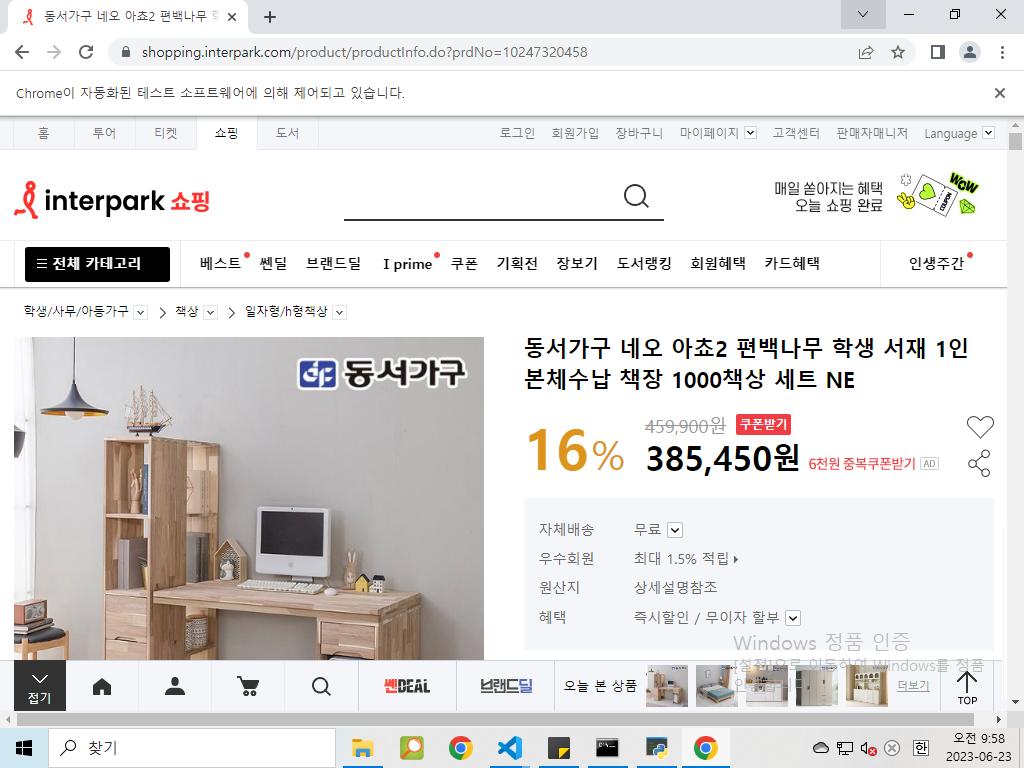 동서가구 네오 아쵸2 편백나무 학
shopping.interpark.com/product/productInfo.do?prdNo=10247320458
Chrome이 자동화된 테스트 소프트웨어에 의해 제어되고 있습니다.
홈 투어 티켓 쇼핑 도서 로그인 회원가입 장바구니 마이페이지 고객센터 판매자매니저 Language
interpark 쇼핑
매일 쏟아지는 혜택
오늘 쇼핑 완료
WOW
COUPON
전체 카테고리 베스트 쎈딜 브랜드딜 I prime 쿠폰 기획전 장보기 도서랭킹 회원혜택 카드혜택 인생주간
학생/사무/아동가구 책상 일자형/h형책상
동서가구
동서가구 네오 아쵸2 편백나무 학생 서재 1인
본체수납 책장 1000책상 세트 NE
16% 459,900원 쿠폰받기
385,450원 6천원 중복쿠폰받기 AD
자체배송 무료
우수회원 최대 1.5% 적립
원산지 상세설명참조
혜택 즉시할인 / 무이자 할부
Windows 정품 인증
[설정]으로 이동하여 Windows를 정품
접기 쎈DEAL 브랜드딜 오늘 본 상품 더보기 TOP
찾기 한 오전 9:58
2023-06-23